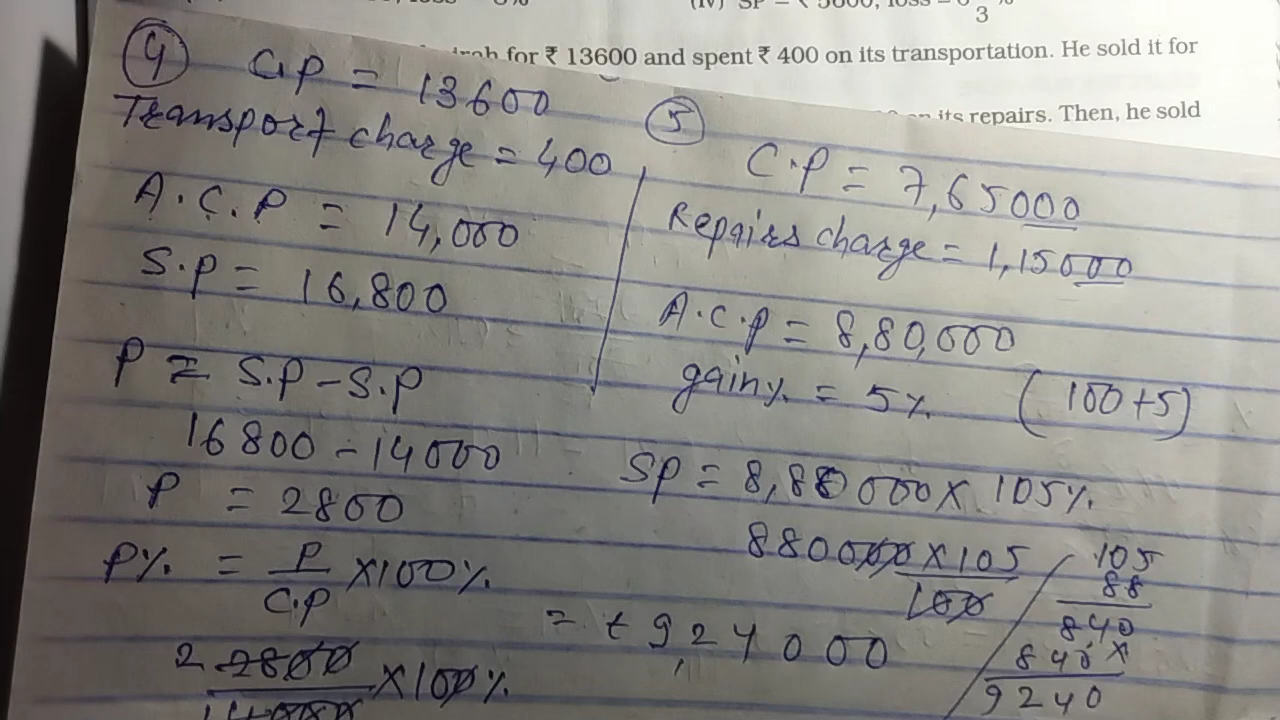 (iv) SP = ₹ 5600, loss = 6 %
3
for ₹ 13600 and spent ₹ 400 on its transportation. He sold it for
its repairs. Then, he sold
④ C.P = 13600
Transport charge = 400
A.C.P = 14,000
S.P = 16,800
P = S.P - S.P
16800 - 14000
P = 2800
P% = P/C.P × 100%
2 2800/14000 × 100%
⑤
C.P = 7,65000
Repairs charge = 1,15000
A.C.P = 8,80,000
gain% = 5% (100+5)
SP = 8,80000 × 105%
880000 × 105 / 100
= ₹ 9,24000
105
88
840
840×
9240